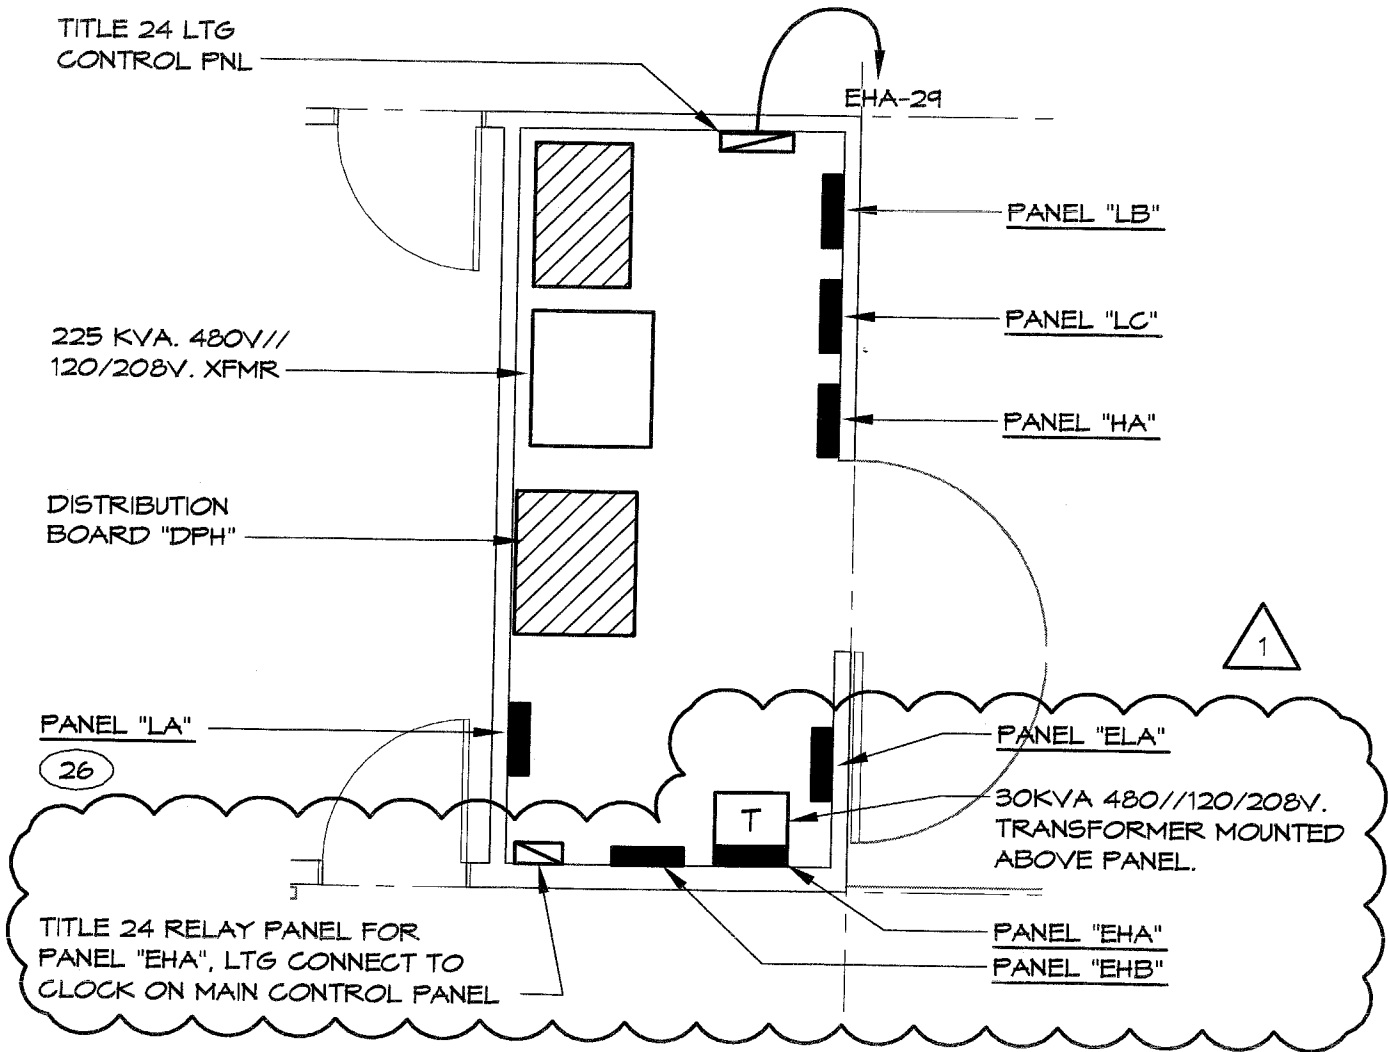 TITLE 24 LTG
CONTROL PNL
EHA-29
PANEL "LB"
PANEL "LC"
225 KVA. 480V//
120/208V. XFMR
PANEL "HA"
DISTRIBUTION
BOARD "DPH"
1
PANEL "LA"
26
PANEL "ELA"
30KVA 480//120/208V.
TRANSFORMER MOUNTED
ABOVE PANEL.
T
TITLE 24 RELAY PANEL FOR
PANEL "EHA", LTG CONNECT TO
CLOCK ON MAIN CONTROL PANEL
PANEL "EHA"
PANEL "EHB"